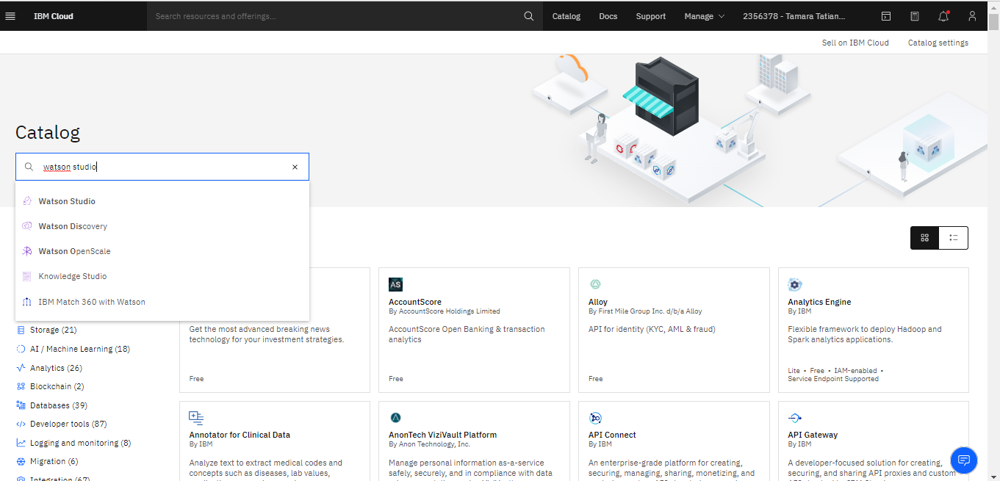 IBM Cloud
Search resources and offerings...
Catalog
Docs
Support
Manage
2356378 - Tamara Tatian...
Sell on IBM Cloud
Catalog settings
Catalog
watson studio
Watson Studio
Watson Discovery
Watson OpenScale
Knowledge Studio
IBM Match 360 with Watson
Storage (21)
AI / Machine Learning (18)
Analytics (26)
Blockchain (2)
Databases (39)
Developer tools (87)
Logging and monitoring (8)
Migration (6)
Integration (67)
Get the most advanced breaking news
technology for your investment strategies.
Free
AS
AccountScore
By AccountScore Holdings Limited
AccountScore Open Banking & transaction
analytics
Free
Alloy
By First Mile Group Inc. d/b/a Alloy
API for identity (KYC, AML & fraud)
Free
Analytics Engine
By IBM
Flexible framework to deploy Hadoop and
Spark analytics applications.
Lite • Free • IAM-enabled •
Service Endpoint Supported
Annotator for Clinical Data
By IBM
Analyze text to extract medical codes and
concepts such as diseases, lab values,
AnonTech ViziVault Platform
By Anon Technology, Inc.
Manage personal information as-a-service
safely, securely, and in compliance with data
API Connect
By IBM
An enterprise-grade platform for creating,
securing, managing, sharing, monetizing, and
API Gateway
By IBM
A developer-focused solution for creating,
securing, and sharing API proxies and custom